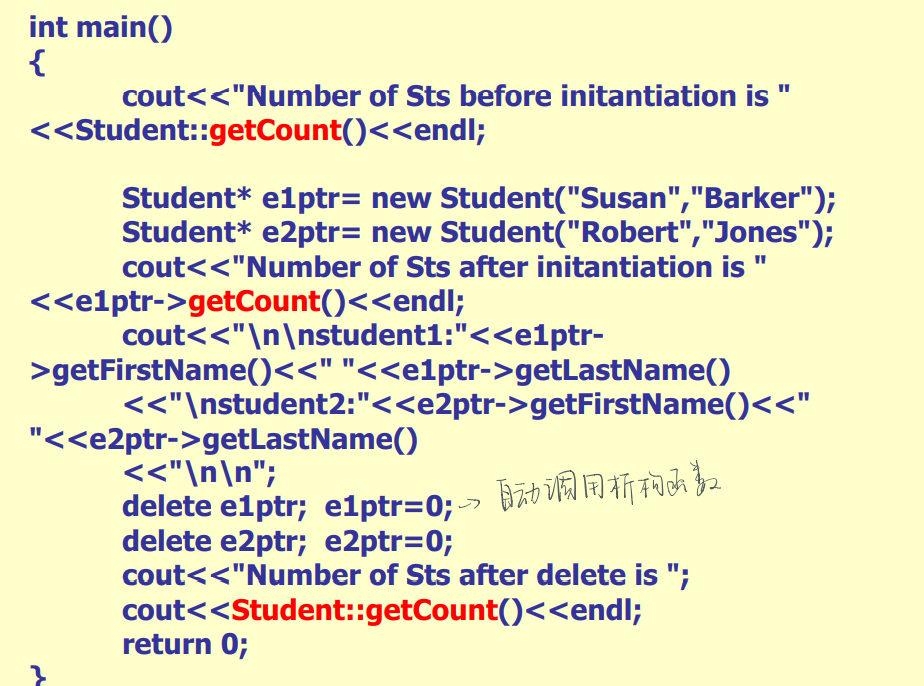 int main()
{
cout<<"Number of Sts before initantiation is "
<<Student::getCount()<<endl;
Student* e1ptr= new Student("Susan","Barker");
Student* e2ptr= new Student("Robert","Jones");
cout<<"Number of Sts after initantiation is "
<<e1ptr->getCount()<<endl;
cout<<"\n\nstudent1:"<<e1ptr-
>getFirstName()<<" "<<e1ptr->getLastName()
<<"\nstudent2:"<<e2ptr->getFirstName()<<"
"<<e2ptr->getLastName()
<<"\n\n";
delete e1ptr;  e1ptr=0; → 自动调用析构函数
delete e2ptr;  e2ptr=0;
cout<<"Number of Sts after delete is ";
cout<<Student::getCount()<<endl;
return 0;
}